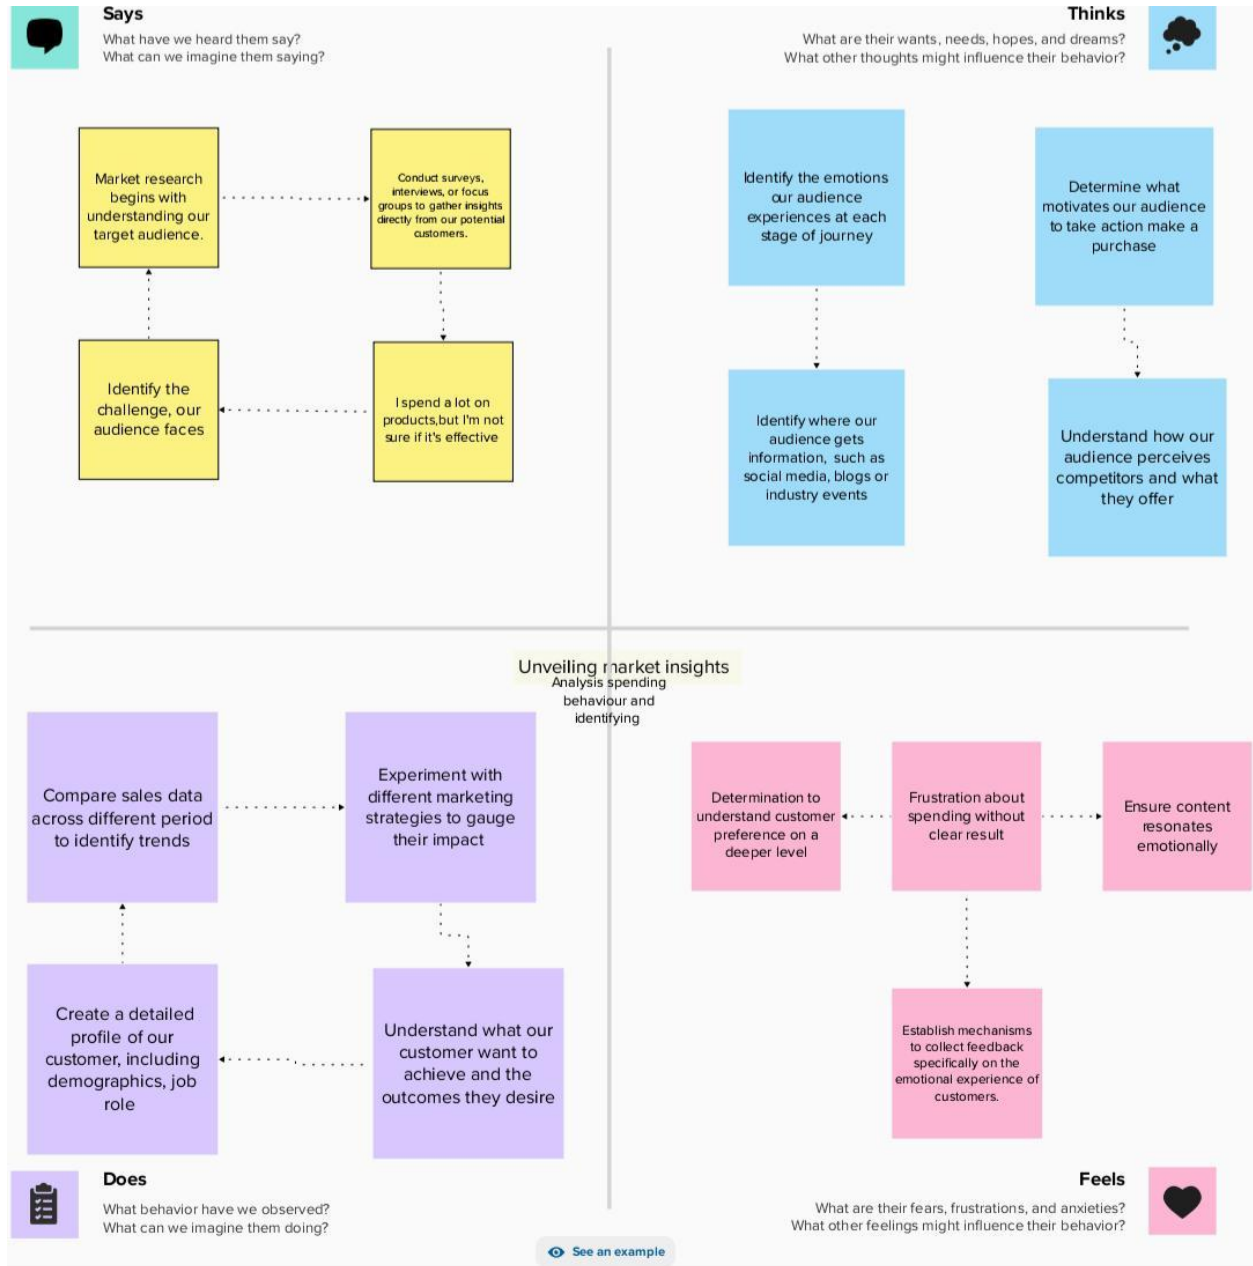 Says
What have we heard them say?
What can we imagine them saying?
Thinks
What are their wants, needs, hopes, and dreams?
What other thoughts might influence their behavior?
Market research
begins with
understanding our
target audience.
Conduct surveys,
interviews, or focus
groups to gather insights
directly from our potential
customers.
Identify the
challenge, our
audience faces
I spend a lot on
products,but I'm not
sure if it's effective
Identify the emotions
our audience
experiences at each
stage of journey
Determine what
motivates our audience
to take action make a
purchase
Identify where our
audience gets
information, such as
social media, blogs or
industry events
Understand how our
audience perceives
competitors and what
they offer
Unveiling market insights
Analysis spending
behaviour and
identifying
Compare sales data
across different period
to identify trends
Experiment with
different marketing
strategies to gauge
their impact
Create a detailed
profile of our
customer, including
demographics, job
role
Understand what our
customer want to
achieve and the
outcomes they desire
Determination to
understand customer
preference on a
deeper level
Frustration about
spending without
clear result
Ensure content
resonates
emotionally
Establish mechanisms
to collect feedback
specifically on the
emotional experience of
customers.
Does
What behavior have we observed?
What can we imagine them doing?
Feels
What are their fears, frustrations, and anxieties?
What other feelings might influence their behavior?
See an example